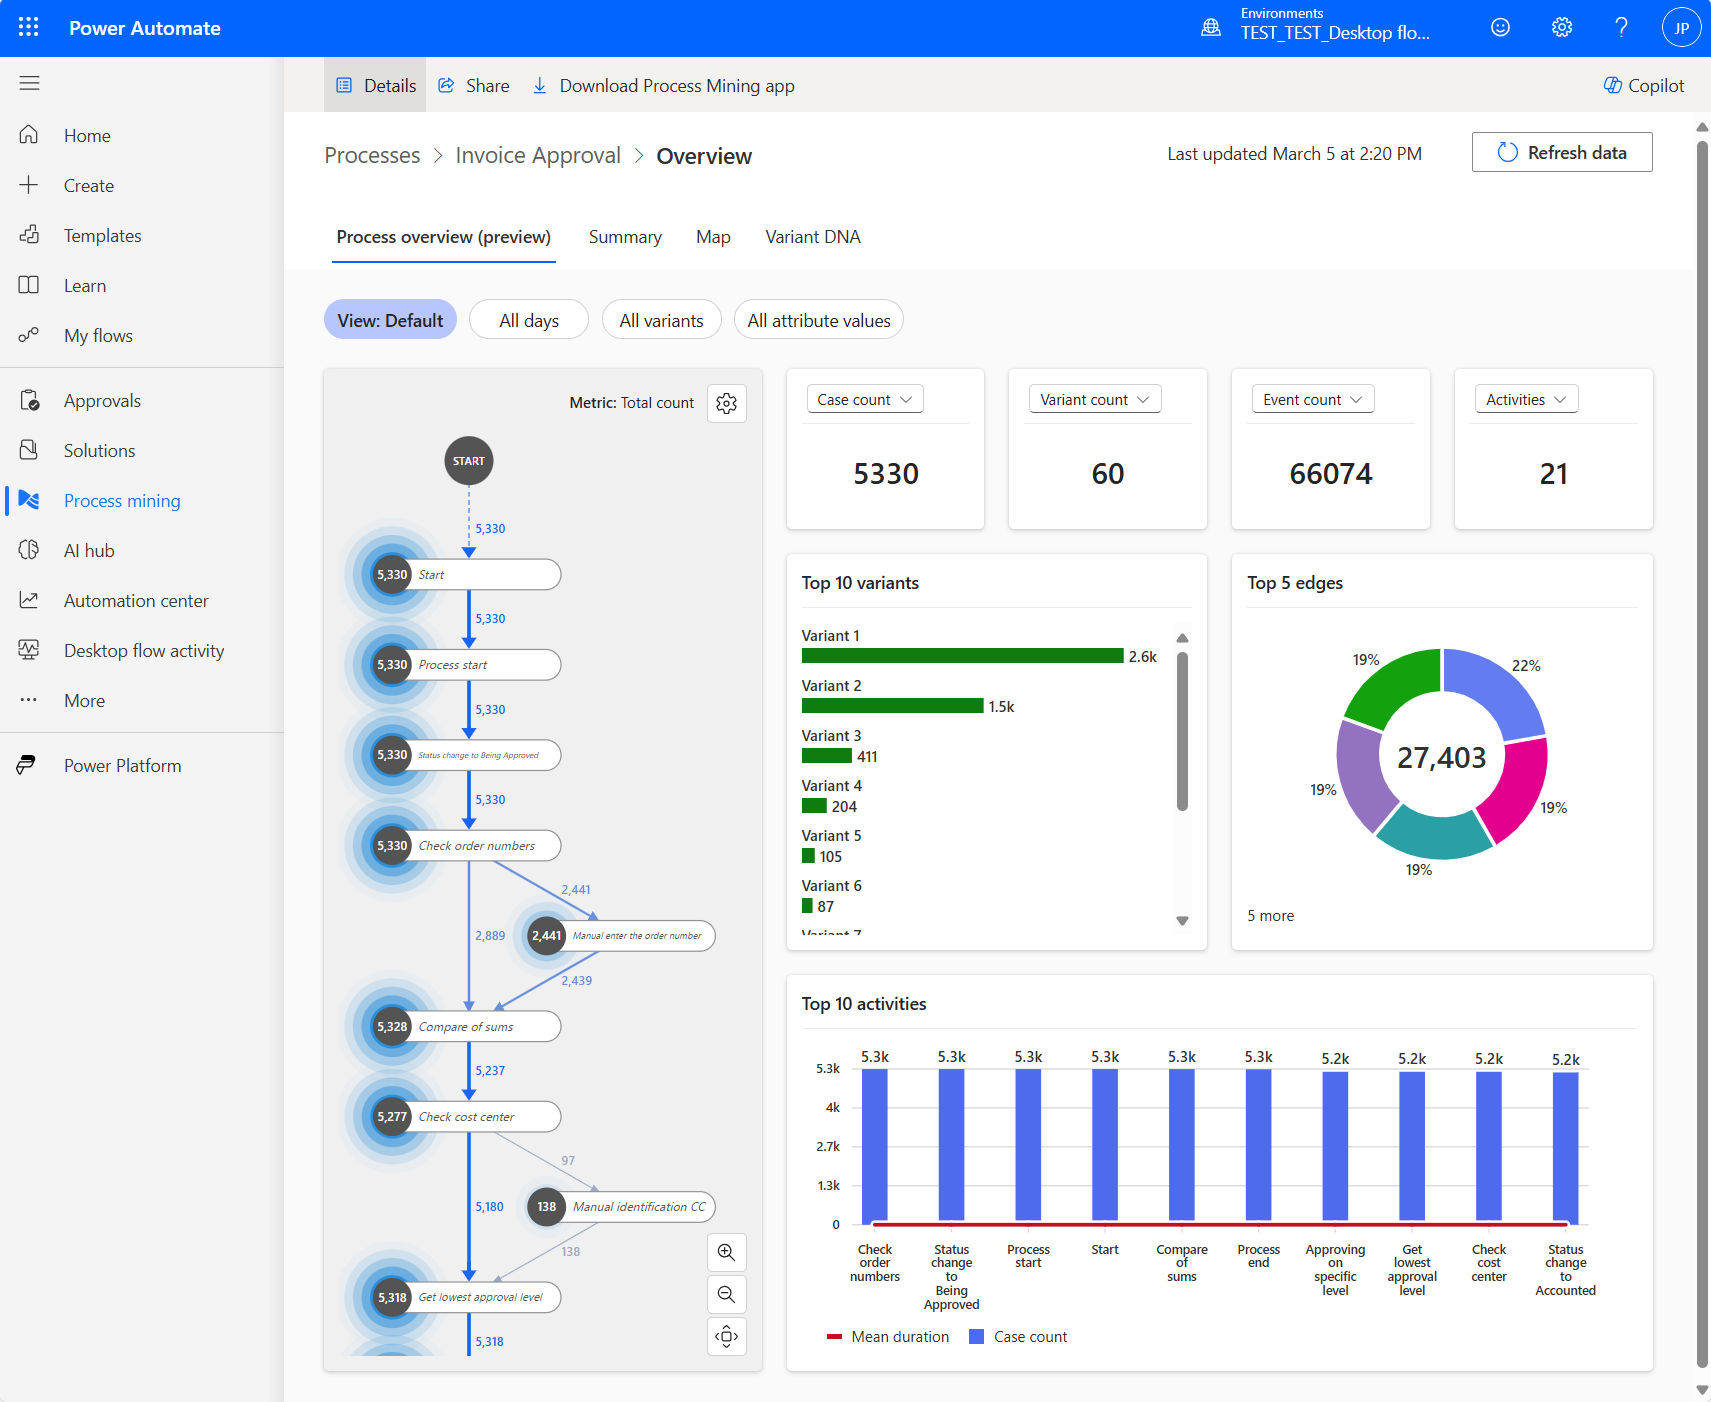 Power Automate
Environments
TEST_TEST_Desktop flo...
JP
Details
Share
Download Process Mining app
Copilot
Home
Create
Templates
Learn
My flows
Approvals
Solutions
Process mining
AI hub
Automation center
Desktop flow activity
More
Power Platform
Processes > Invoice Approval > Overview
Last updated March 5 at 2:20 PM
Refresh data
Process overview (preview)
Summary
Map
Variant DNA
View: Default
All days
All variants
All attribute values
Metric: Total count
START
5,330
5,330 Start
5,330
5,330 Process start
5,330
5,330 Status change to Being Approved
5,330
5,330 Check order numbers
2,441
2,889
2,441 Manual enter the order number
2,439
5,328 Compare of sums
5,237
5,277 Check cost center
97
5,180
138 Manual identification CC
138
5,318 Get lowest approval level
5,318
Case count
5330
Variant count
60
Event count
66074
Activities
21
Top 10 variants
Variant 1
2.6k
Variant 2
1.5k
Variant 3
411
Variant 4
204
Variant 5
105
Variant 6
87
Variant 7
Top 5 edges
19%
22%
27,403
19%
19%
19%
5 more
Top 10 activities
5.3k
5.3k
5.3k
5.3k
5.3k
5.3k
5.2k
5.2k
5.2k
5.2k
5.3k
4k
2.7k
1.3k
0
Check
order
numbers
Status
change
to
Being
Approved
Process
start
Start
Compare
of
sums
Process
end
Approving
on
specific
level
Get
lowest
approval
level
Check
cost
center
Status
change
to
Accounted
Mean duration
Case count